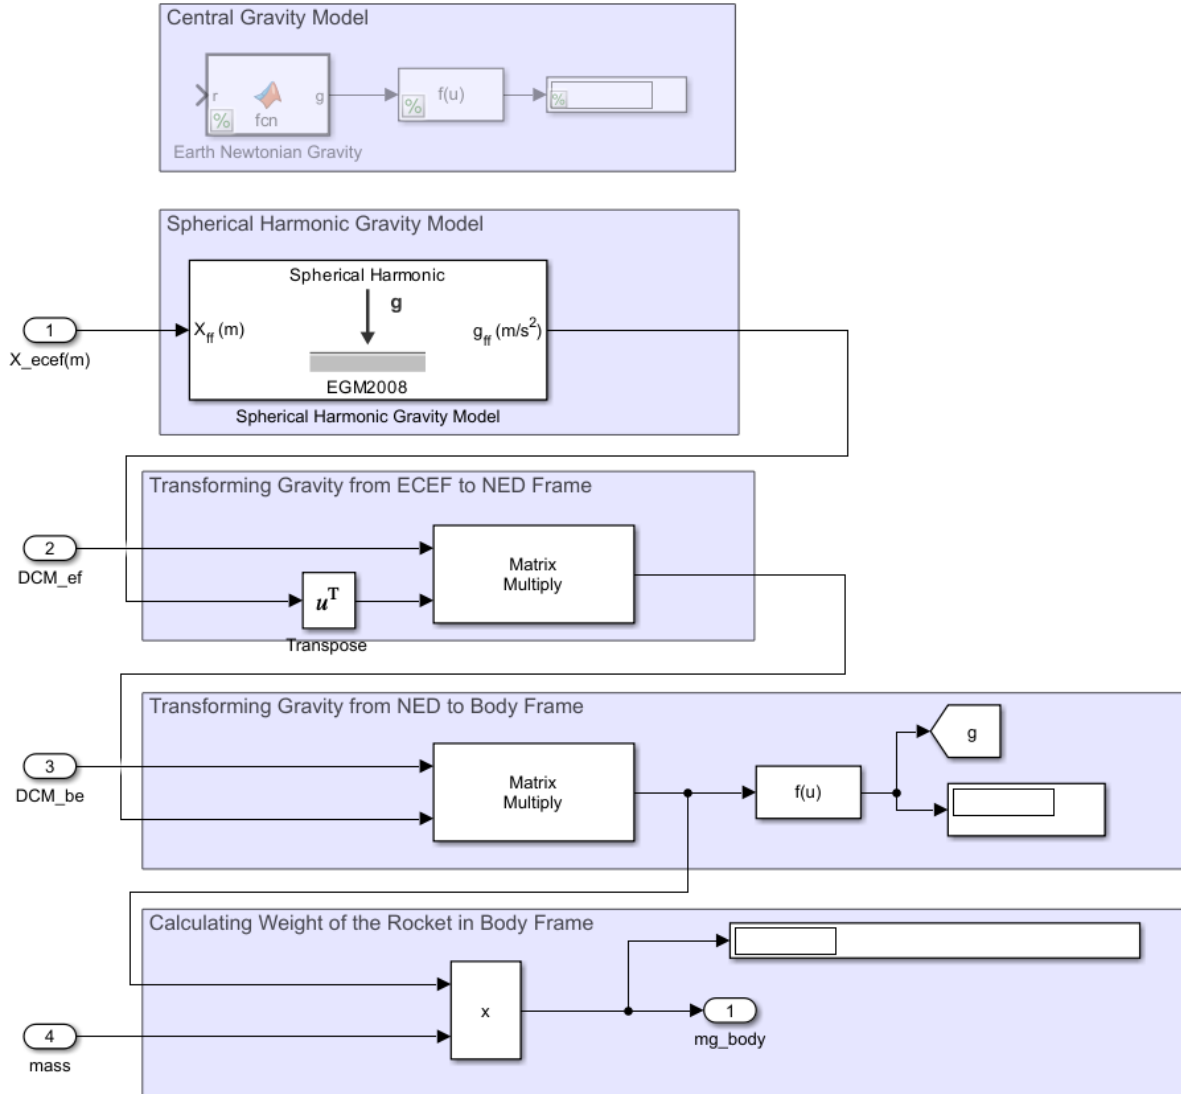 Central Gravity Model
r
g
fcn
%
f(u)
%
%
Earth Newtonian Gravity
Spherical Harmonic Gravity Model
Spherical Harmonic
g
1
X_ecef(m)
Xff (m)
gff (m/s²)
EGM2008
Spherical Harmonic Gravity Model
Transforming Gravity from ECEF to NED Frame
2
DCM_ef
Matrix
Multiply
uᵀ
Transpose
Transforming Gravity from NED to Body Frame
g
3
DCM_be
Matrix
Multiply
f(u)
Calculating Weight of the Rocket in Body Frame
x
1
mg_body
4
mass